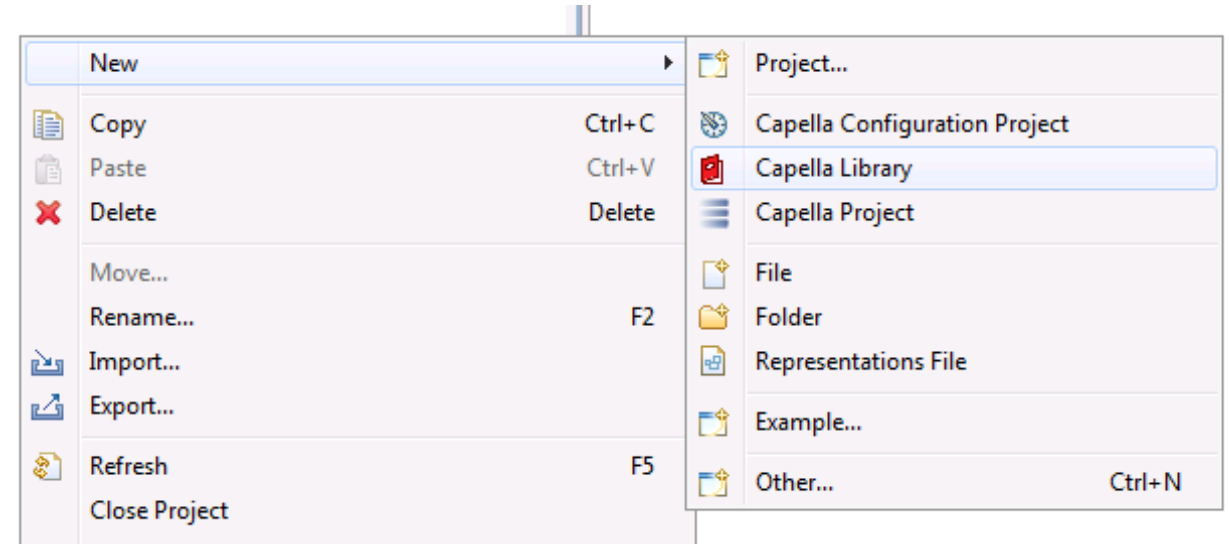 New
Copy Ctrl+C
Paste Ctrl+V
Delete Delete
Move...
Rename... F2
Import...
Export...
Refresh F5
Close Project
Project...
Capella Configuration Project
Capella Library
Capella Project
File
Folder
Representations File
Example...
Other... Ctrl+N